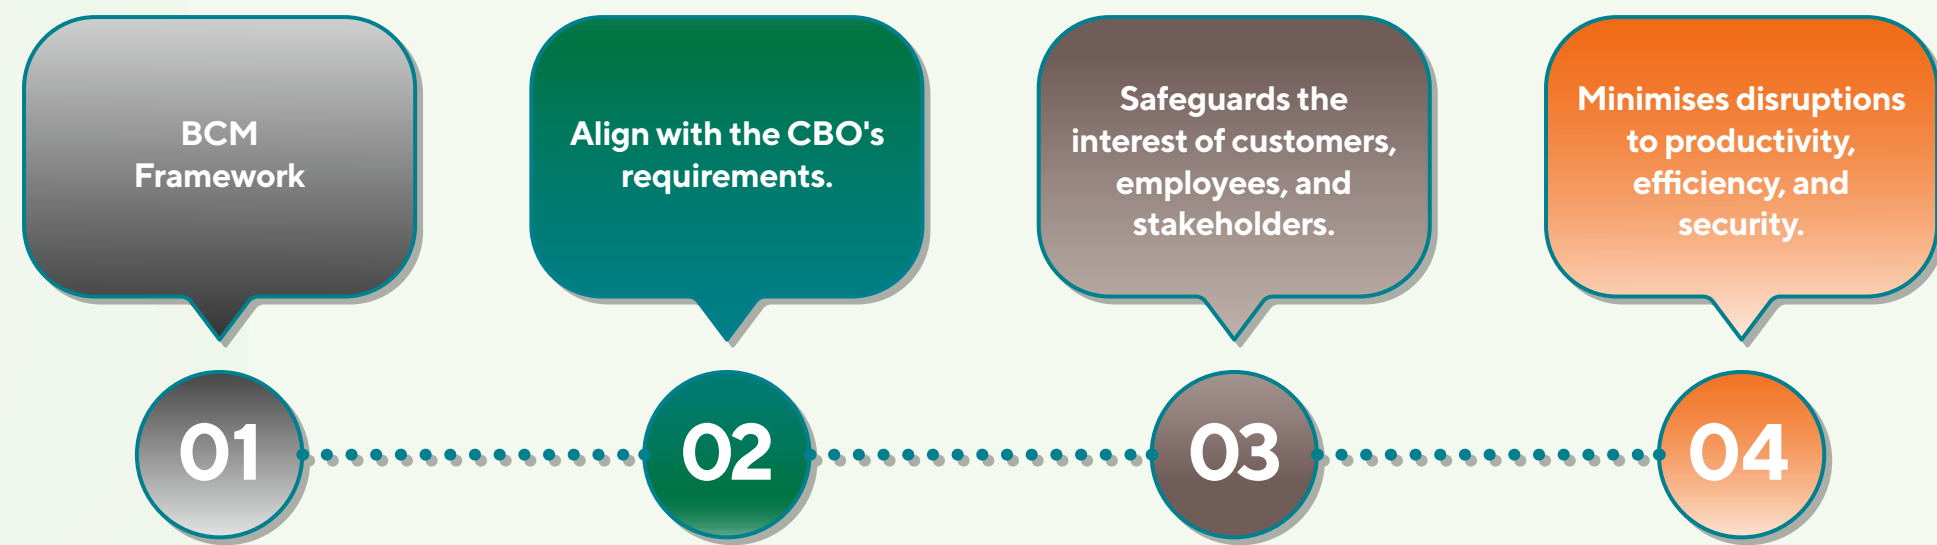 BCM
Framework
Align with the CBO's
requirements.
Safeguards the
interest of customers,
employees, and
stakeholders.
Minimises disruptions
to productivity,
efficiency, and
security.
01
02
03
04